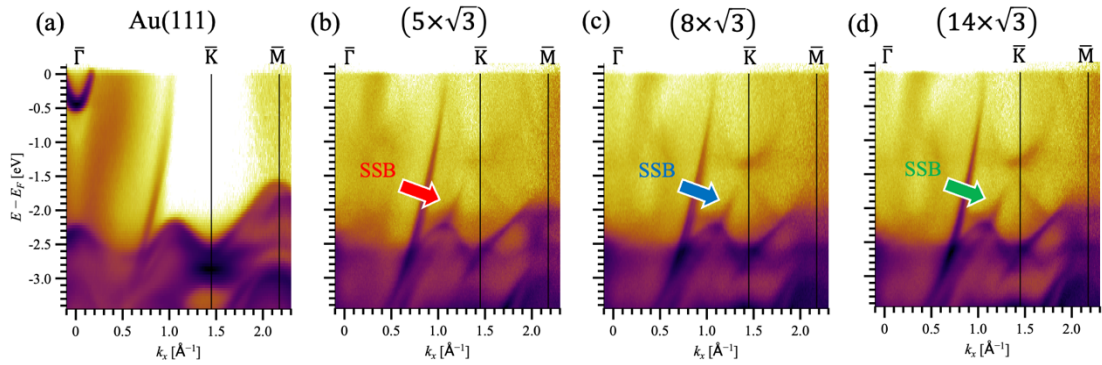 (a) Au(111) (b) (5×√3) (c) (8×√3) (d) (14×√3)
Γ̅ K̅ M̅ Γ̅ K̅ M̅ Γ̅ K̅ M̅ Γ̅ K̅ M̅
0
-0.5
-1.0
-1.5
-2.0
-2.5
-3.0
E − E_F [eV]
SSB SSB SSB
0 0.5 1.0 1.5 2.0 0 0.5 1.0 1.5 2.0 0 0.5 1.0 1.5 2.0 0 0.5 1.0 1.5 2.0
k_x [Å⁻¹] k_x [Å⁻¹] k_x [Å⁻¹] k_x [Å⁻¹]